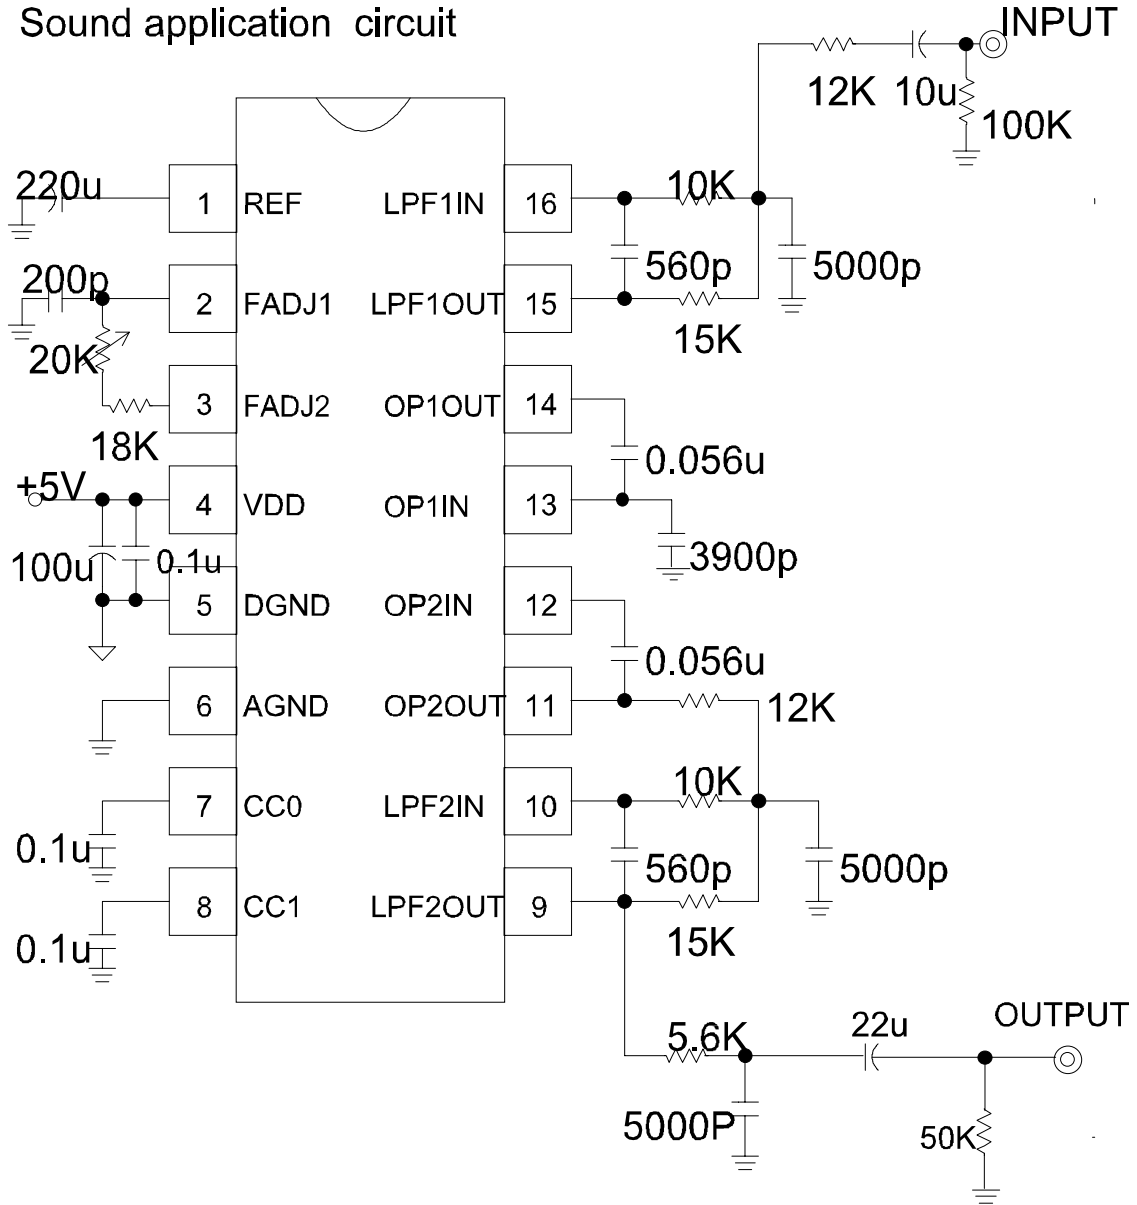 Sound application circuit
INPUT
12K 10u
100K
220u
1 REF LPF1IN 16
10K
560p
5000p
200p
2 FADJ1 LPF1OUT 15
15K
20K
3 FADJ2 OP1OUT 14
18K
0.056u
+5V
4 VDD OP1IN 13
100u
0.1u
3900p
5 DGND OP2IN 12
0.056u
6 AGND OP2OUT 11
12K
10K
7 CC0 LPF2IN 10
0.1u
560p
5000p
8 CC1 LPF2OUT 9
0.1u
15K
5.6K
22u
OUTPUT
5000P
50K